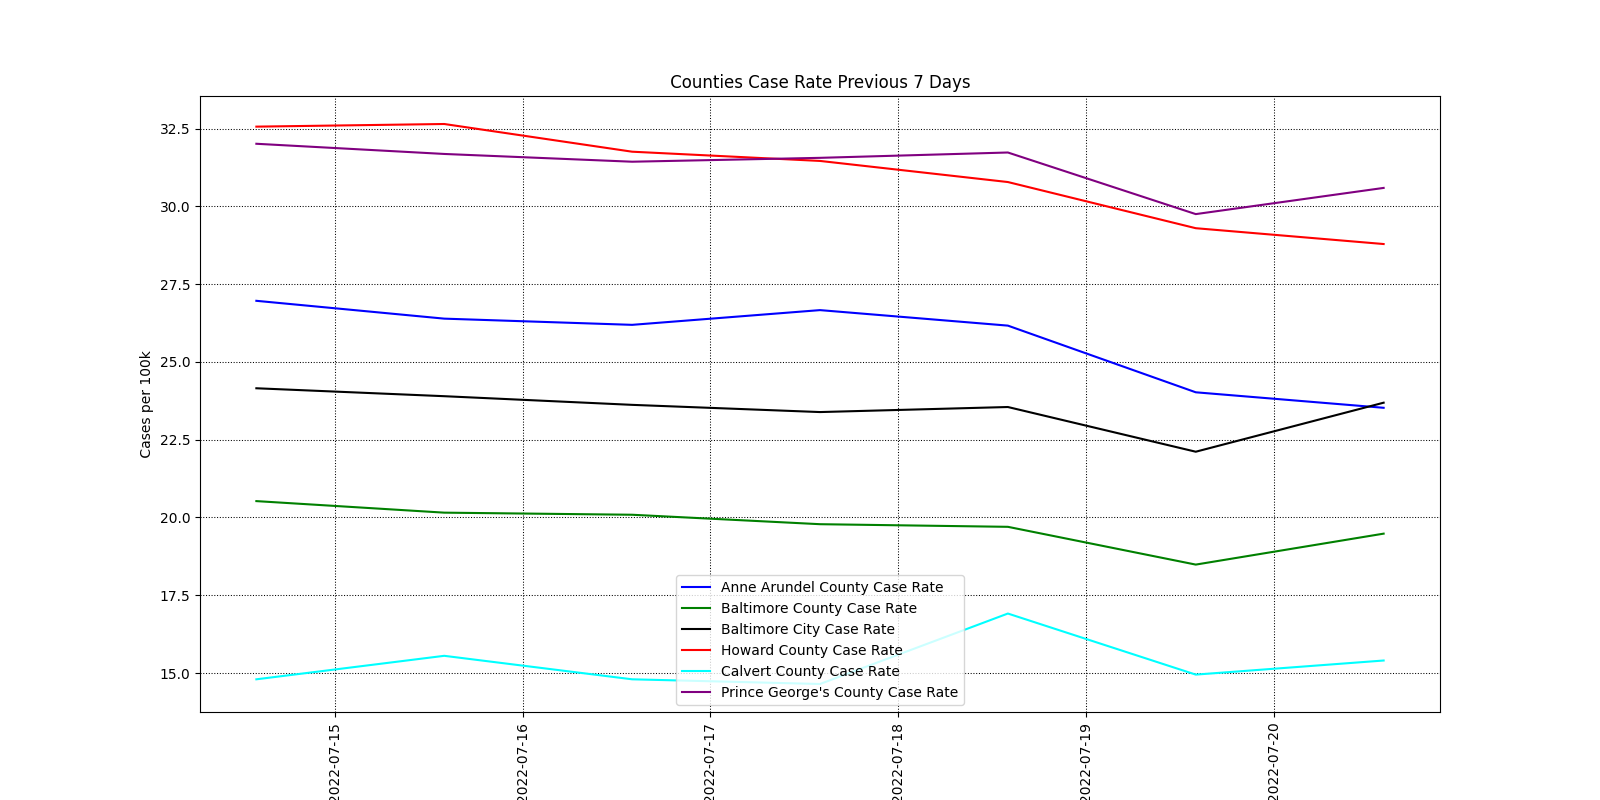 Counties Case Rate Previous 7 Days
32.5
30.0
27.5
25.0
22.5
20.0
17.5
15.0
Cases per 100k
Anne Arundel County Case Rate
Baltimore County Case Rate
Baltimore City Case Rate
Howard County Case Rate
Calvert County Case Rate
Prince George's County Case Rate
2022-07-15
2022-07-16
2022-07-17
2022-07-18
2022-07-19
2022-07-20